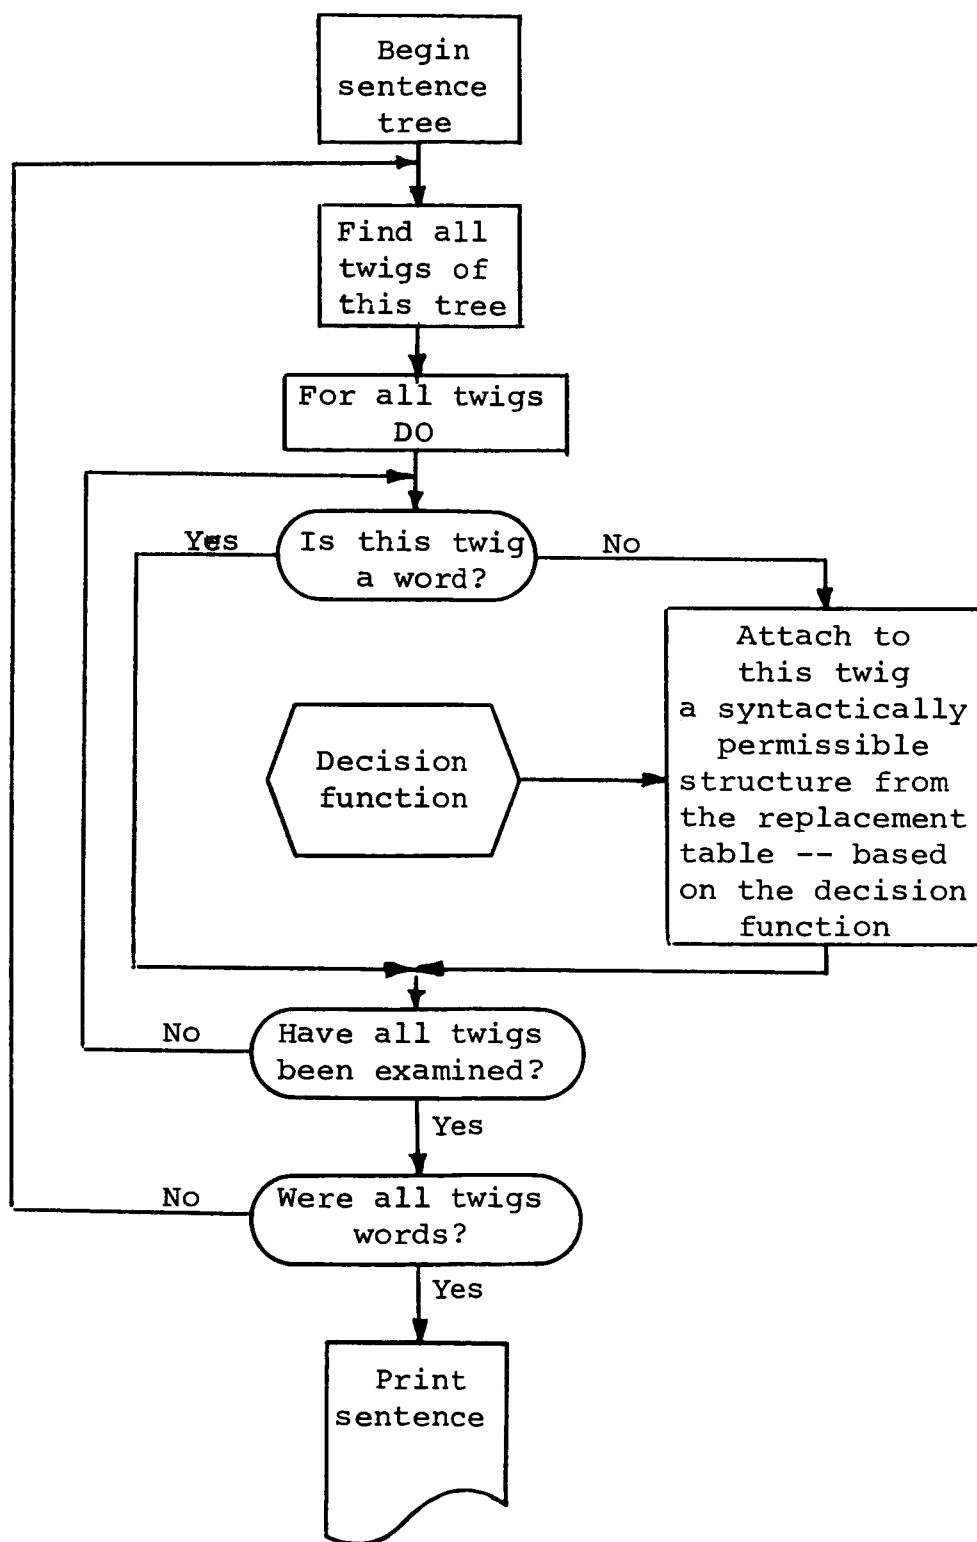 Begin
sentence
tree
Find all
twigs of
this tree
For all twigs
DO
Yes
Is this twig
a word?
No
Attach to
this twig
a syntactically
permissible
structure from
the replacement
table -- based
on the decision
function
Decision
function
No
Have all twigs
been examined?
Yes
No
Were all twigs
words?
Yes
Print
sentence